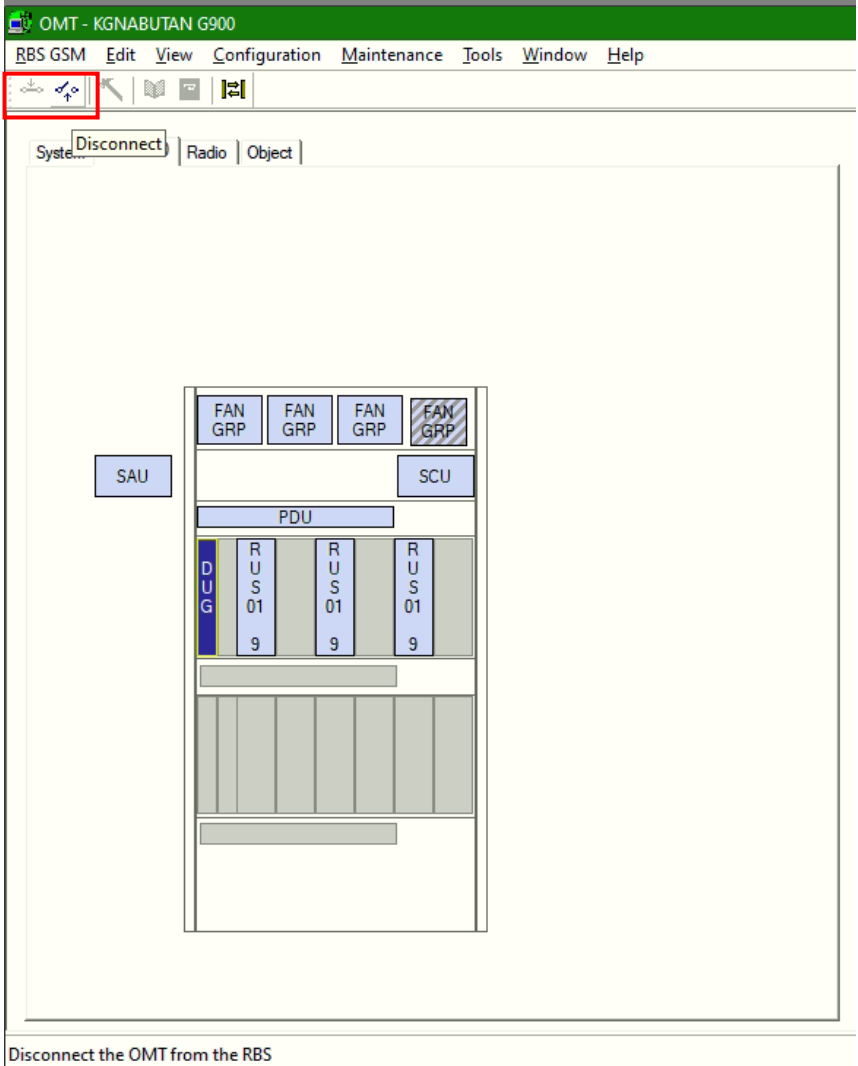 OMT - KGNABUTAN G900
RBS GSM Edit View Configuration Maintenance Tools Window Help
Disconnect
Radio Object
FAN GRP
FAN GRP
FAN GRP
FAN GRP
SAU
SCU
PDU
DUG
RUS 01 9
RUS 01 9
RUS 01 9
Disconnect the OMT from the RBS